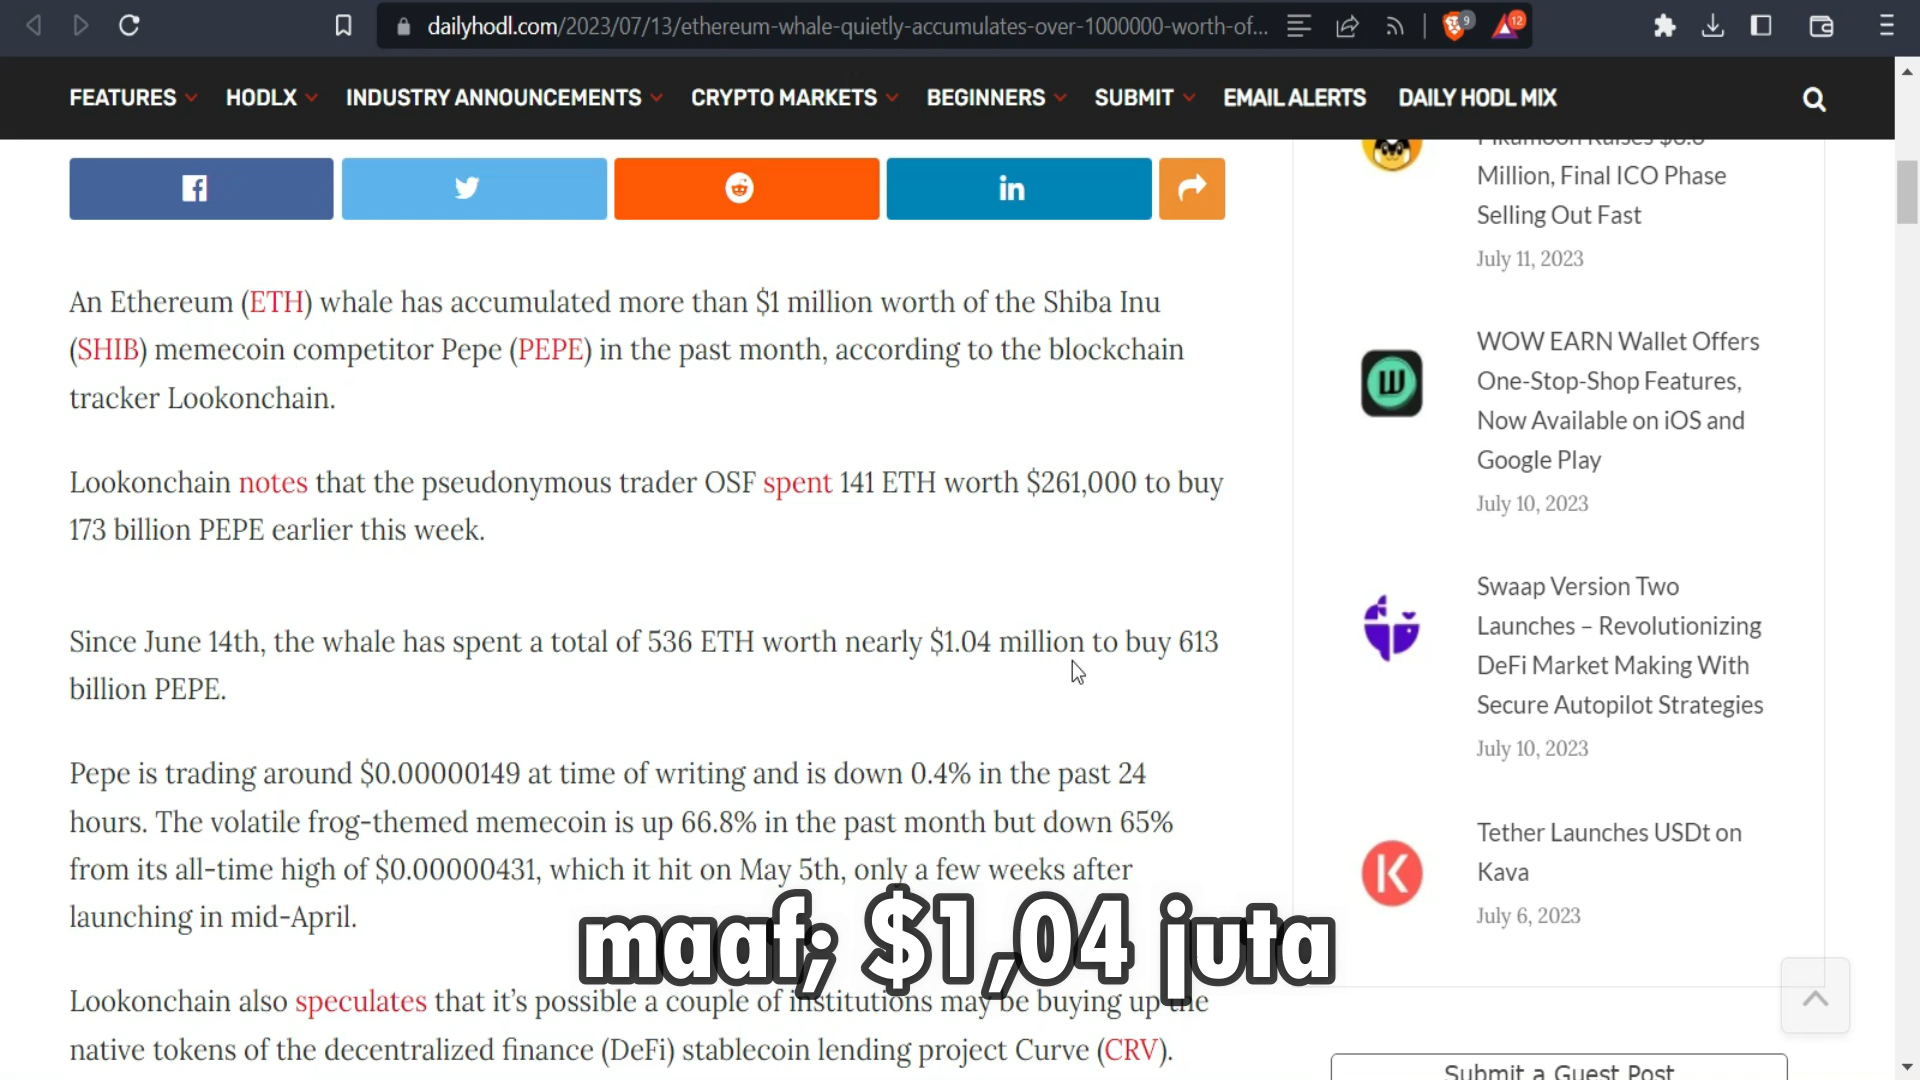 dailyhodl.com/2023/07/13/ethereum-whale-quietly-accumulates-over-1000000-worth-of...
9
12
FEATURES HODLX INDUSTRY ANNOUNCEMENTS CRYPTO MARKETS BEGINNERS SUBMIT EMAIL ALERTS DAILY HODL MIX
An Ethereum (ETH) whale has accumulated more than $1 million worth of the Shiba Inu
(SHIB) memecoin competitor Pepe (PEPE) in the past month, according to the blockchain
tracker Lookonchain.
Lookonchain notes that the pseudonymous trader OSF spent 141 ETH worth $261,000 to buy
173 billion PEPE earlier this week.
Since June 14th, the whale has spent a total of 536 ETH worth nearly $1.04 million to buy 613
billion PEPE.
Pepe is trading around $0.00000149 at time of writing and is down 0.4% in the past 24
hours. The volatile frog-themed memecoin is up 66.8% in the past month but down 65%
from its all-time high of $0.00000431, which it hit on May 5th, only a few weeks after
launching in mid-April.
maaf; $1,04 juta
Lookonchain also speculates that it's possible a couple of institutions may be buying up the
native tokens of the decentralized finance (DeFi) stablecoin lending project Curve (CRV).
Pikamoon Raises $6.8
Million, Final ICO Phase
Selling Out Fast
July 11, 2023
WOW EARN Wallet Offers
One-Stop-Shop Features,
Now Available on iOS and
Google Play
July 10, 2023
Swaap Version Two
Launches – Revolutionizing
DeFi Market Making With
Secure Autopilot Strategies
July 10, 2023
Tether Launches USDt on
Kava
July 6, 2023
Submit a Guest Post